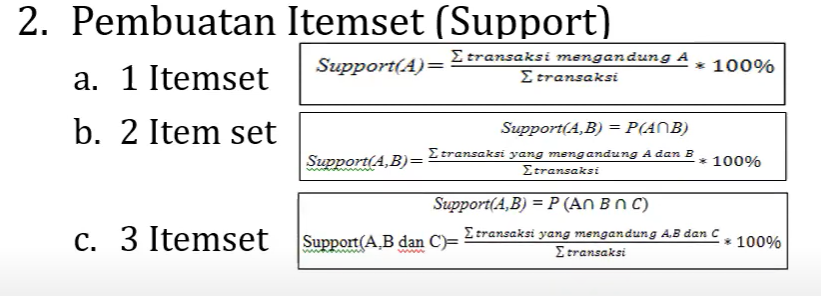 2. Pembuatan Itemset (Support)
a. 1 Itemset
Support(A)= Σ transaksi mengandung A / Σ transaksi * 100%
b. 2 Item set
Support(A,B) = P(A∩B)
Support(A,B)= Σ transaksi yang mengandung A dan B / Σ transaksi * 100%
c. 3 Itemset
Support(A,B) = P (A∩ B ∩ C)
Support(A,B dan C)= Σ transaksi yang mengandung A,B dan C / Σ transaksi * 100%